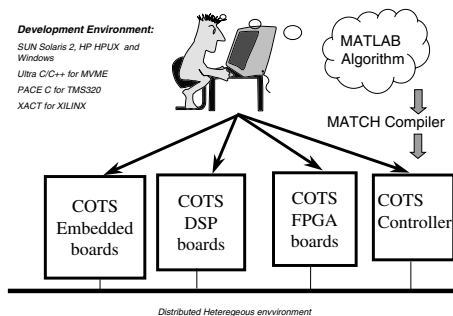 Development Environment:
SUN Solaris 2, HP HPUX and
Windows
Ultra C/C++ for MVME
PACE C for TMS320
XACT for XILINX
MATLAB
Algorithm
MATCH Compiler
COTS
Embedded
boards
COTS
DSP
boards
COTS
FPGA
boards
COTS
Controller
Distributed Heteregeous envvironment